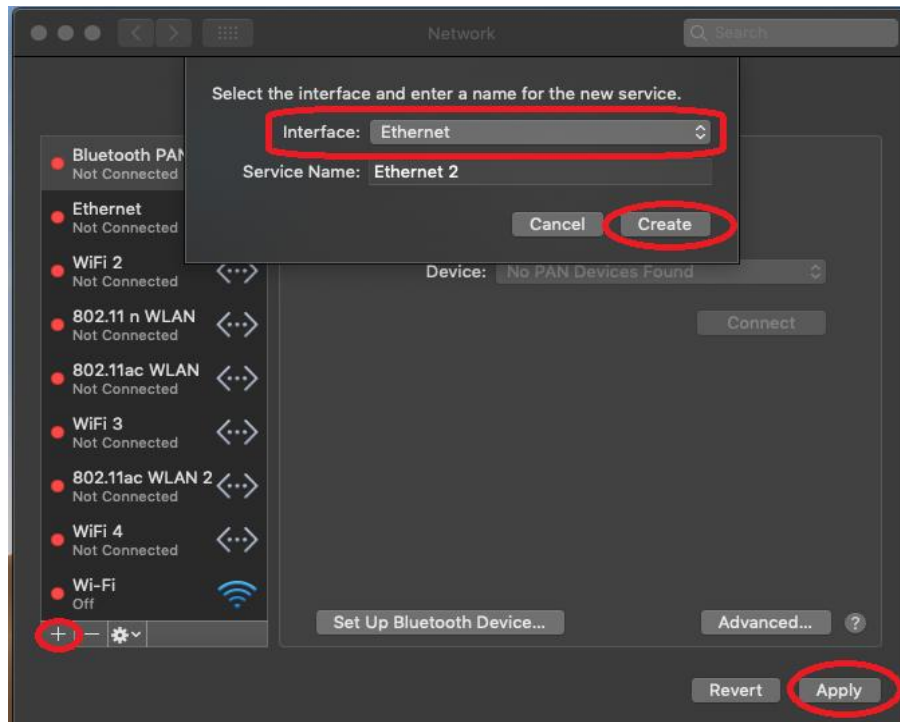 Network
Search
Select the interface and enter a name for the new service.
Interface: Ethernet
Service Name: Ethernet 2
Cancel Create
Bluetooth PAN
Not Connected
Ethernet
Not Connected
WiFi 2
Not Connected
802.11 n WLAN
Not Connected
802.11ac WLAN
Not Connected
WiFi 3
Not Connected
802.11ac WLAN 2
Not Connected
WiFi 4
Not Connected
Wi-Fi
Off
Device: No PAN Devices Found
Connect
Set Up Bluetooth Device... Advanced... ?
Revert Apply